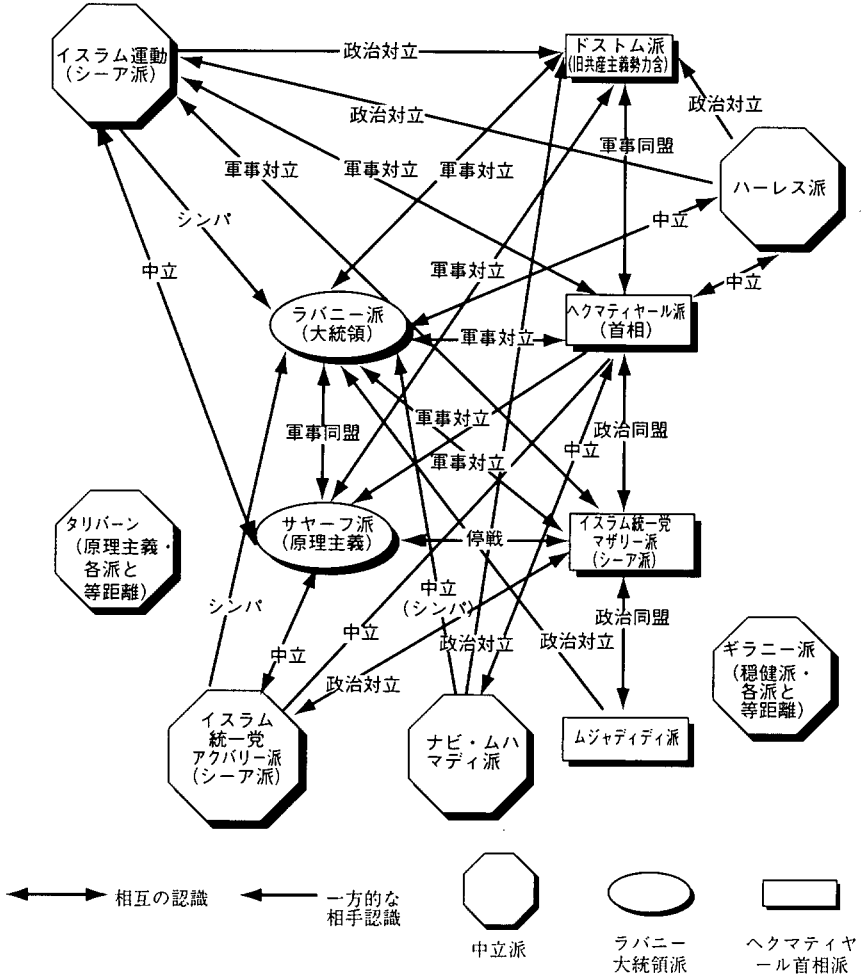 イスラム運動
(シーア派)
政治対立
ドストム派
(旧共産主義勢力含)
政治対立
政治対立
軍事対立
軍事対立
軍事対立
軍事同盟
ハーレス派
シンパ
中立
中立
軍事対立
中立
ラバニー派
(大統領)
軍事対立
ヘクマティヤール派
(首相)
軍事同盟
軍事対立
軍事対立
中立
政治同盟
タリバーン
(原理主義・
各派と
等距離)
サヤーフ派
(原理主義)
停戦
イスラム統一党
マザリー派
(シーア派)
シンパ
中立
中立
中立
(シンパ)
政治対立
政治対立
政治同盟
政治対立
ギラニー派
(穏健派・
各派と
等距離)
イスラム
統一党
アクバリー派
(シーア派)
ナビ・ムハ
マディ派
ムジャディディ派
相互の認識
一方的な
相手認識
中立派
ラバニー
大統領派
ヘクマティヤ
ール首相派